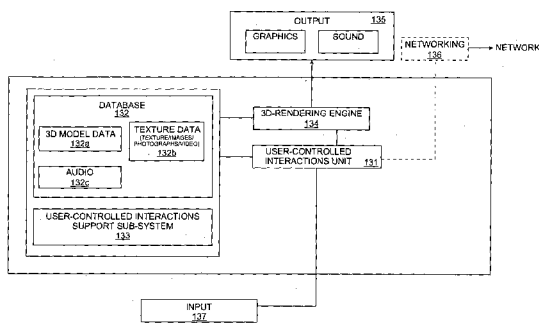 OUTPUT 135
GRAPHICS
SOUND
NETWORKING
136
NETWORK
DATABASE
132
3D MODEL DATA
132a
TEXTURE DATA
(TEXTURE/IMAGES/
PHOTOGRAPHS/VIDEO)
132b
AUDIO
132c
USER-CONTROLLED INTERACTIONS
SUPPORT SUB-SYSTEM
133
3D-RENDERING ENGINE
134
USER-CONTROLLED
INTERACTIONS UNIT 131
INPUT
137